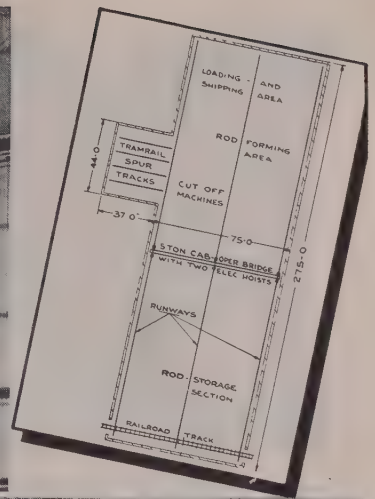 LOADING - AND
SHIPPING AREA
ROD FORMING
AREA
TRAMRAIL
SPUR
TRACKS
44-0
37-0
CUT OFF
MACHINES
75-0
275-0
5TON CAB-OPER BRIDGE
WITH TWO ELEC HOISTS
RUNWAYS
ROD-STORAGE
SECTION
RAILROAD TRACK